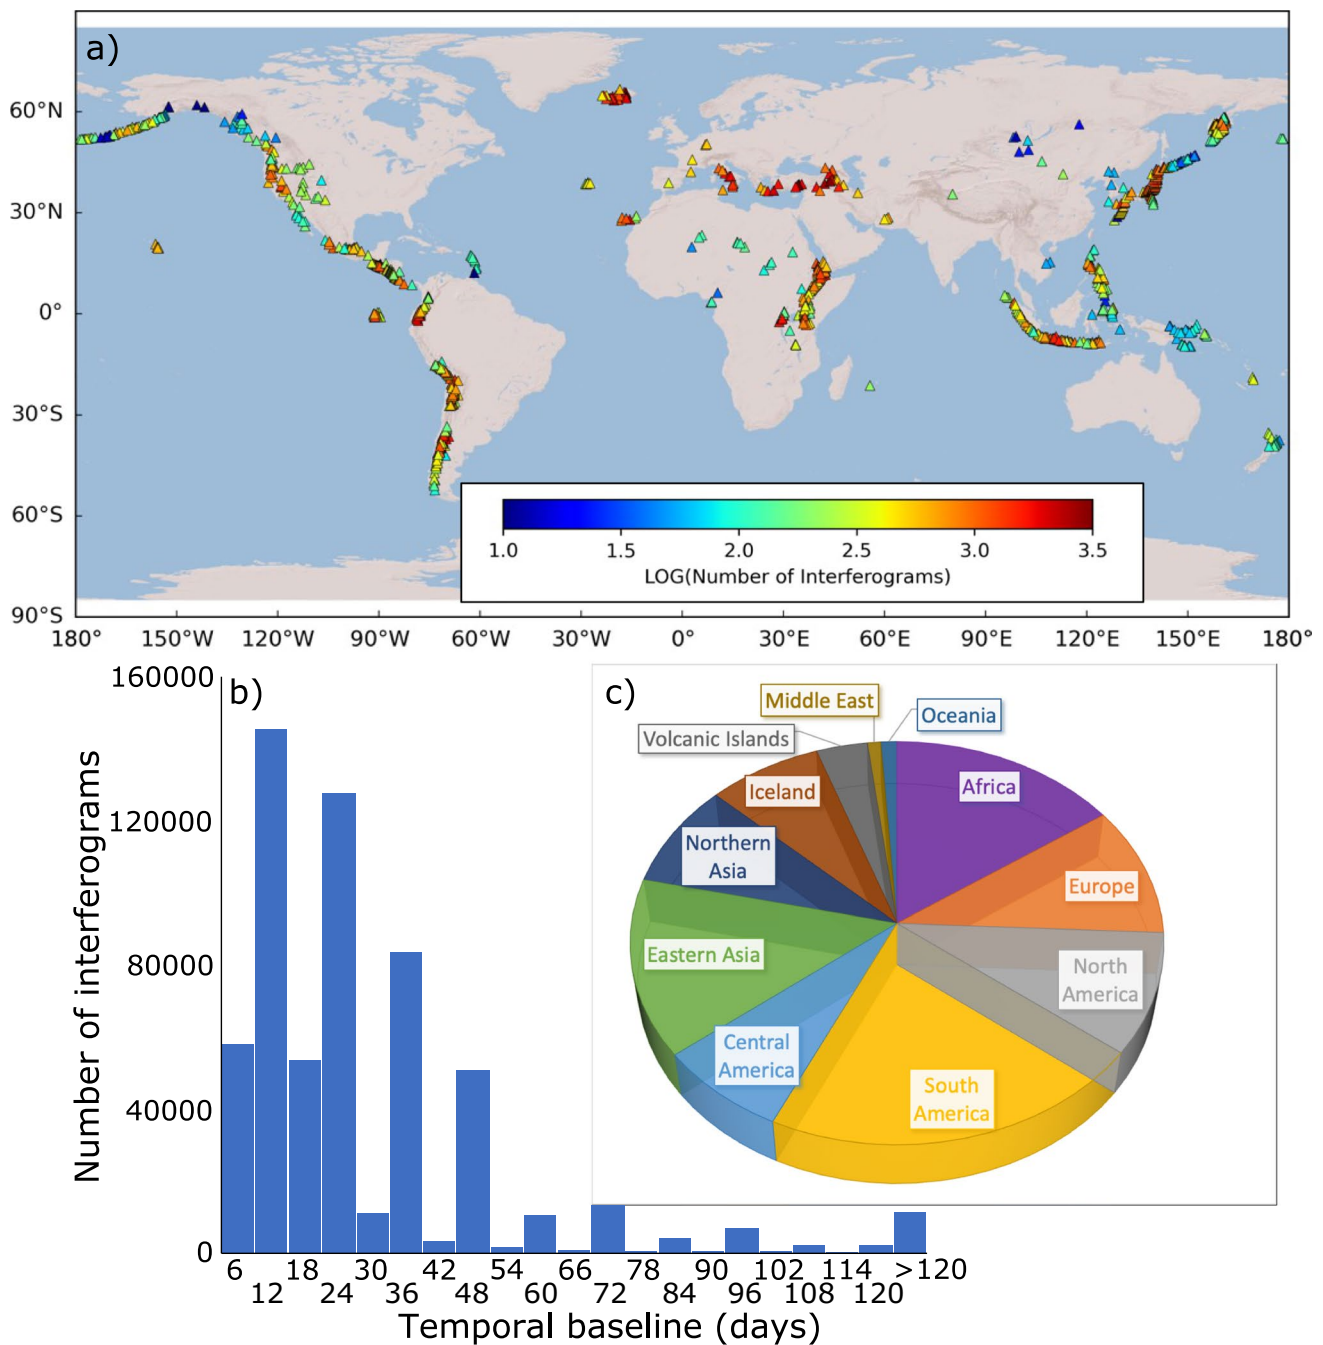 a)
60°N
30°N
0°
30°S
60°S
90°S
1.0 1.5 2.0 2.5 3.0 3.5
LOG(Number of Interferograms)
180° 150°W 120°W 90°W 60°W 30°W 0° 30°E 60°E 90°E 120°E 150°E 180°
b)
160000
120000
80000
40000
0
Number of interferograms
6 18 30 42 54 66 78 90 102 114 >120
12 24 36 48 60 72 84 96 108 120
Temporal baseline (days)
c)
Middle East
Oceania
Volcanic Islands
Africa
Iceland
Northern
Asia
Europe
Eastern Asia
North
America
Central
America
South
America